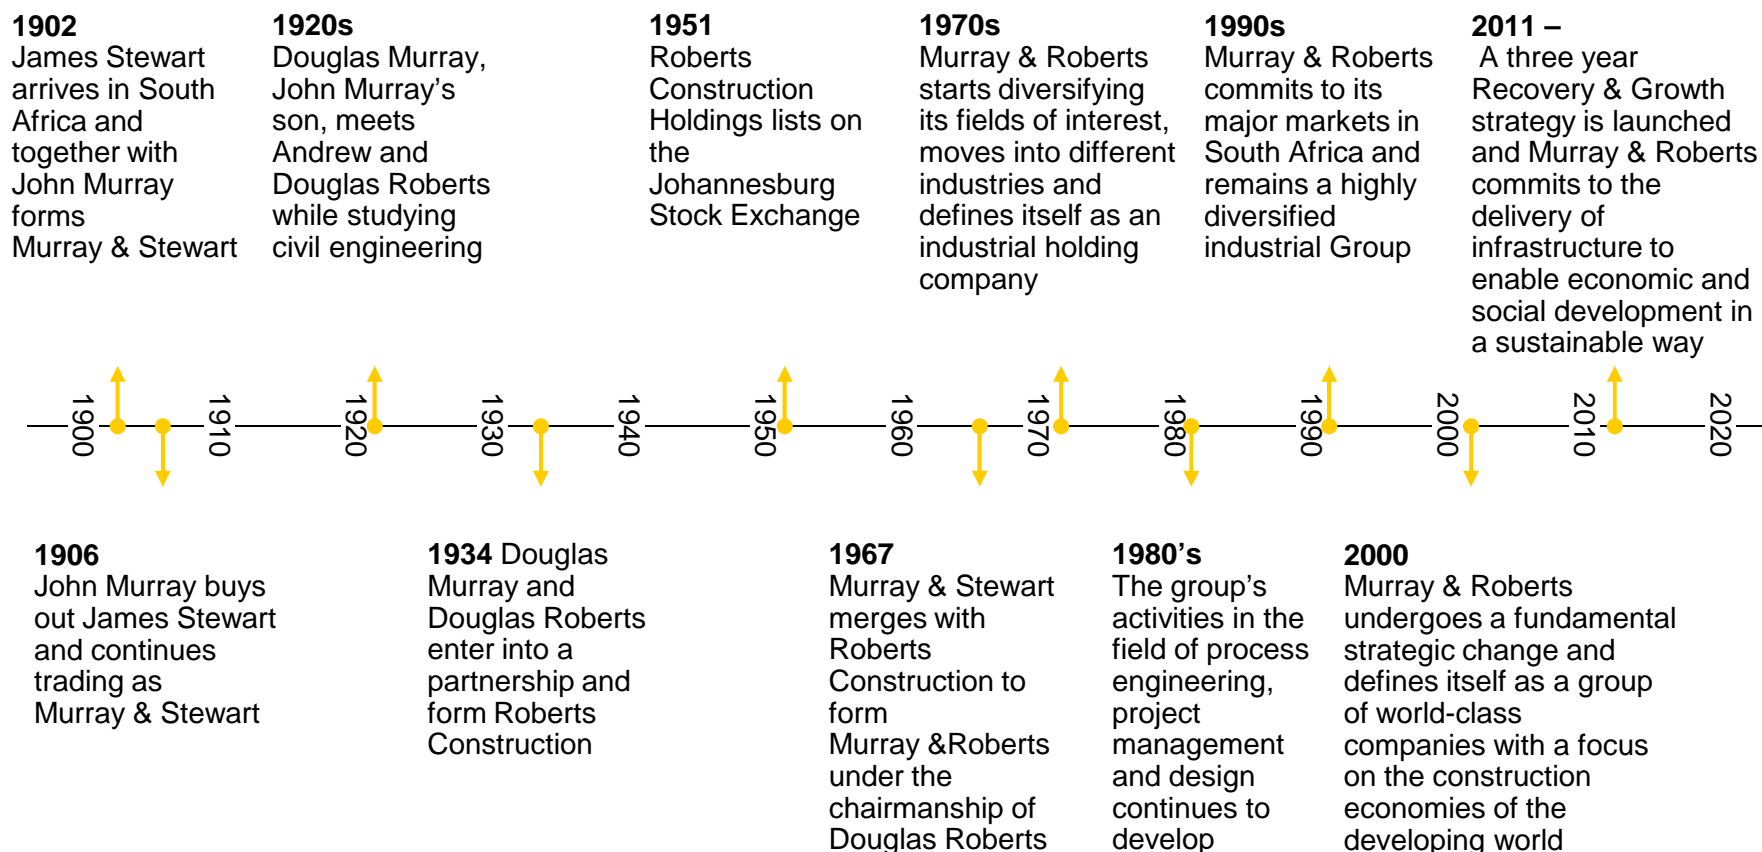 1902
James Stewart
arrives in South
Africa and
together with
John Murray
forms
Murray & Stewart
1920s
Douglas Murray,
John Murray’s
son, meets
Andrew and
Douglas Roberts
while studying
civil engineering
1951
Roberts
Construction
Holdings lists on
the
Johannesburg
Stock Exchange
1970s
Murray & Roberts
starts diversifying
its fields of interest,
moves into different
industries and
defines itself as an
industrial holding
company
1990s
Murray & Roberts
commits to its
major markets in
South Africa and
remains a highly
diversified
industrial Group
2011 –
A three year
Recovery & Growth
strategy is launched
and Murray & Roberts
commits to the
delivery of
infrastructure to
enable economic and
social development in
a sustainable way
1900
1910
1920
1930
1940
1950
1960
1970
1980
1990
2000
2010
2020
1906
John Murray buys
out James Stewart
and continues
trading as
Murray & Stewart
1934 Douglas
Murray and
Douglas Roberts
enter into a
partnership and
form Roberts
Construction
1967
Murray & Stewart
merges with
Roberts
Construction to
form
Murray &Roberts
under the
chairmanship of
Douglas Roberts
1980’s
The group’s
activities in the
field of process
engineering,
project
management
and design
continues to
develop
2000
Murray & Roberts
undergoes a fundamental
strategic change and
defines itself as a group
of world-class
companies with a focus
on the construction
economies of the
developing world